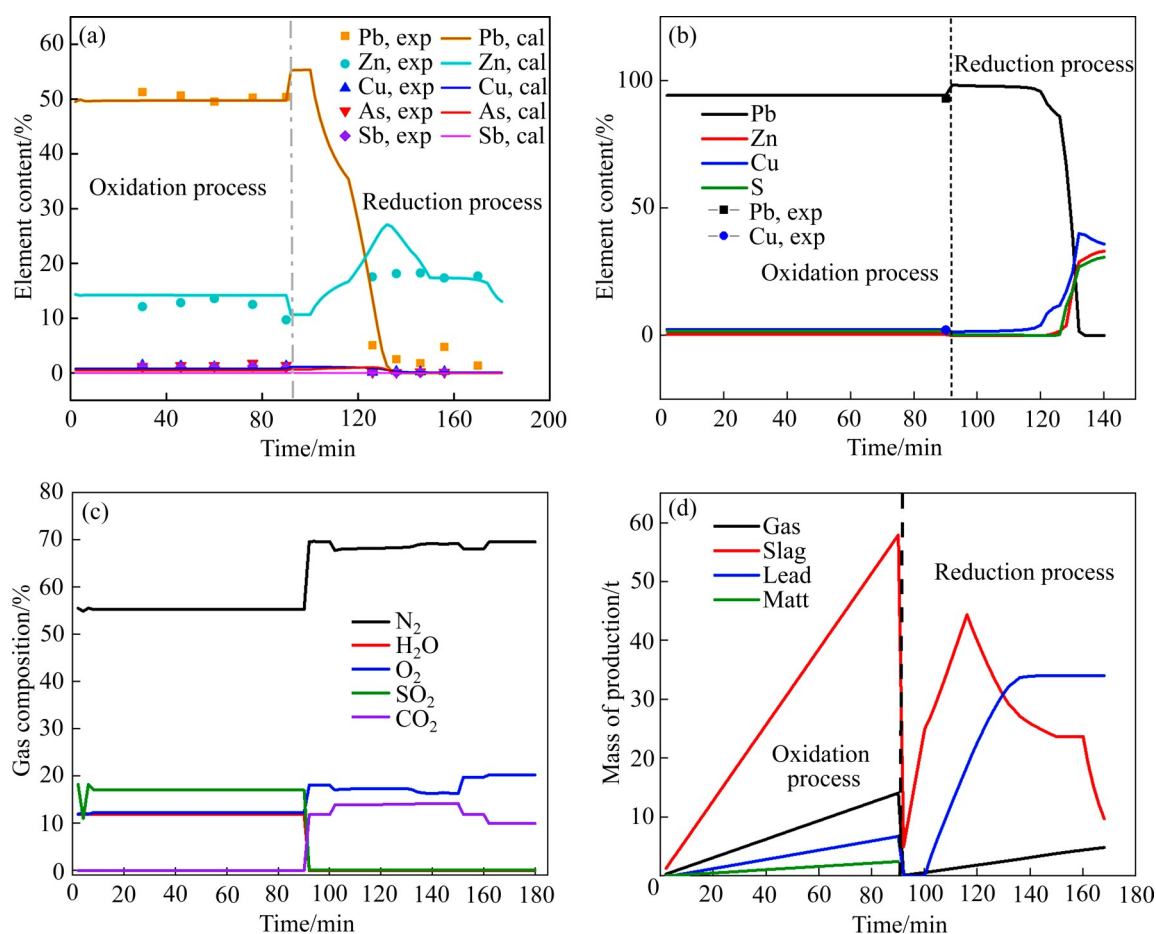 (a)
Element content/%
60
50
40
30
20
10
0
Pb, exp Pb, cal
Zn, exp Zn, cal
Cu, exp Cu, cal
As, exp As, cal
Sb, exp Sb, cal
Oxidation process
Reduction process
0 40 80 120 160 200
Time/min
(b)
Element content/%
100
50
0
Reduction process
Pb
Zn
Cu
S
Pb, exp
Cu, exp
Oxidation process
0 20 40 60 80 100 120 140
Time/min
(c)
Gas composition/%
80
70
60
50
40
30
20
10
0
N2
H2O
O2
SO2
CO2
0 20 40 60 80 100 120 140 160 180
Time/min
(d)
Mass of production/t
60
50
40
30
20
10
0
Gas
Slag
Lead
Matt
Reduction process
Oxidation
process
20 40 60 80 100 120 140 160 180
Time/min